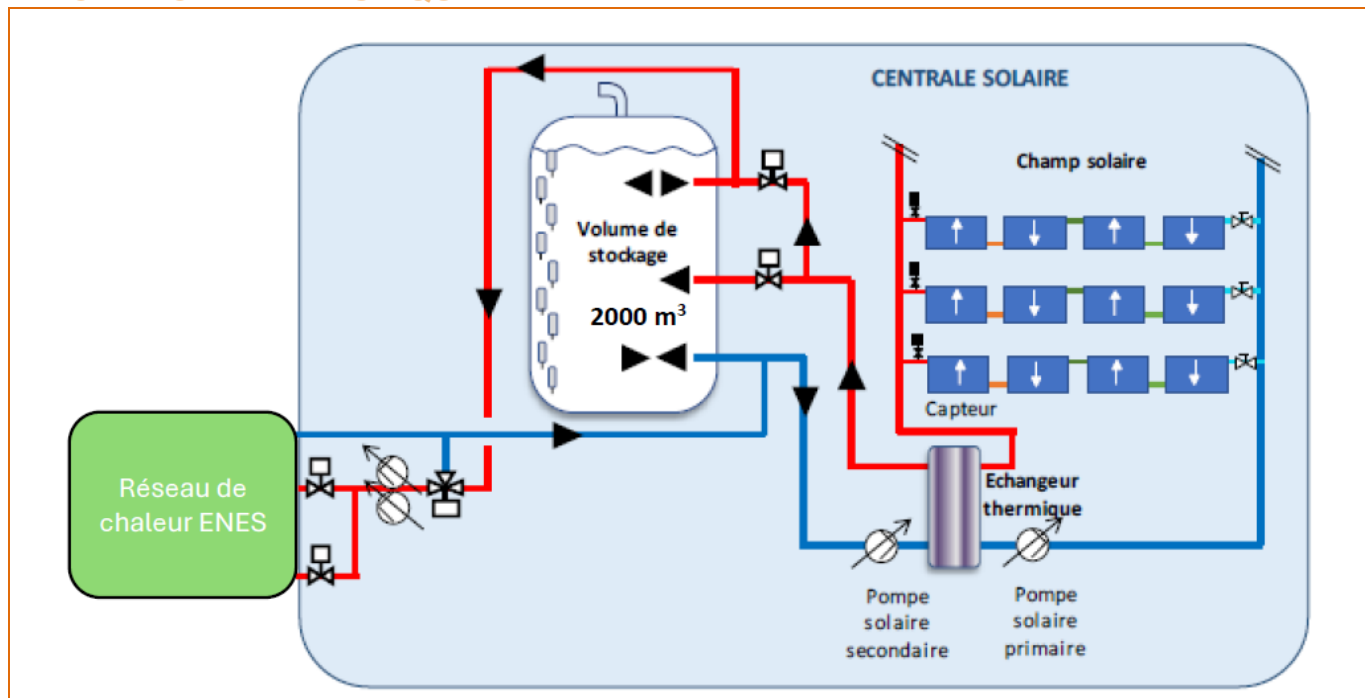 CENTRALE SOLAIRE
Champ solaire
Volume de
stockage
2000 m³
Capteur
Réseau de
chaleur ENES
Echangeur
thermique
Pompe
solaire
secondaire
Pompe
solaire
primaire